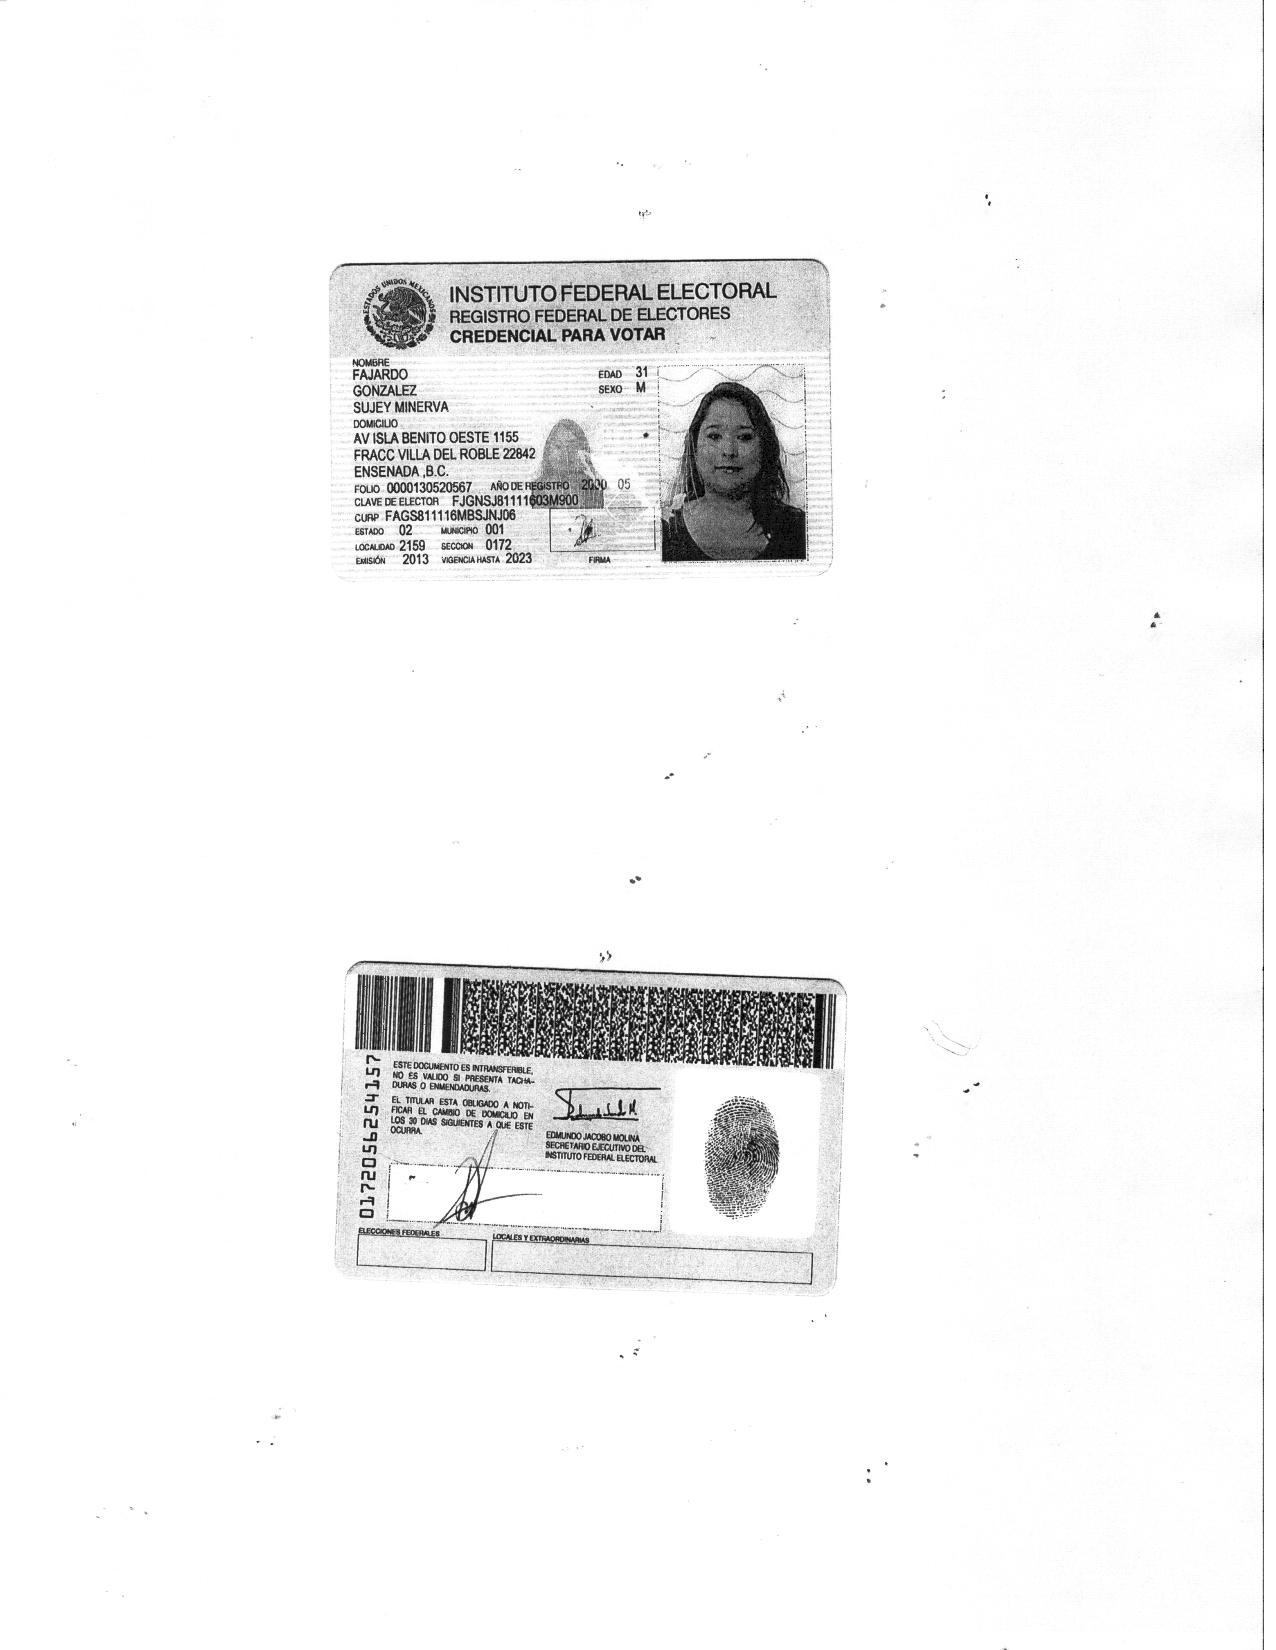 ESTADOS UNIDOS MEXICANOS
INSTITUTO FEDERAL ELECTORAL
REGISTRO FEDERAL DE ELECTORES
CREDENCIAL PARA VOTAR
NOMBRE
FAJARDO EDAD 31
GONZALEZ SEXO M
SUJEY MINERVA
DOMICILIO
AV ISLA BENITO OESTE 1155
FRACC VILLA DEL ROBLE 22842
ENSENADA ,B.C.
FOLIO 0000130520567 AÑO DE REGISTRO 2000 05
CLAVE DE ELECTOR FJGNSJ81111603M900
CURP FAGS811116MBSJNJ06
ESTADO 02 MUNICIPIO 001
LOCALIDAD 2159 SECCION 0172
EMISIÓN 2013 VIGENCIA HASTA 2023 FIRMA
ESTE DOCUMENTO ES INTRANSFERIBLE,
NO ES VALIDO SI PRESENTA TACHA-
DURAS O ENMENDADURAS.
EL TITULAR ESTA OBLIGADO A NOTI-
FICAR EL CAMBIO DE DOMICILIO EN
LOS 30 DIAS SIGUIENTES A QUE ESTE
OCURRA.
EDMUNDO JACOBO MOLINA
SECRETARIO EJECUTIVO DEL
INSTITUTO FEDERAL ELECTORAL
0172056254157
ELECCIONES FEDERALES LOCALES Y EXTRAORDINARIAS